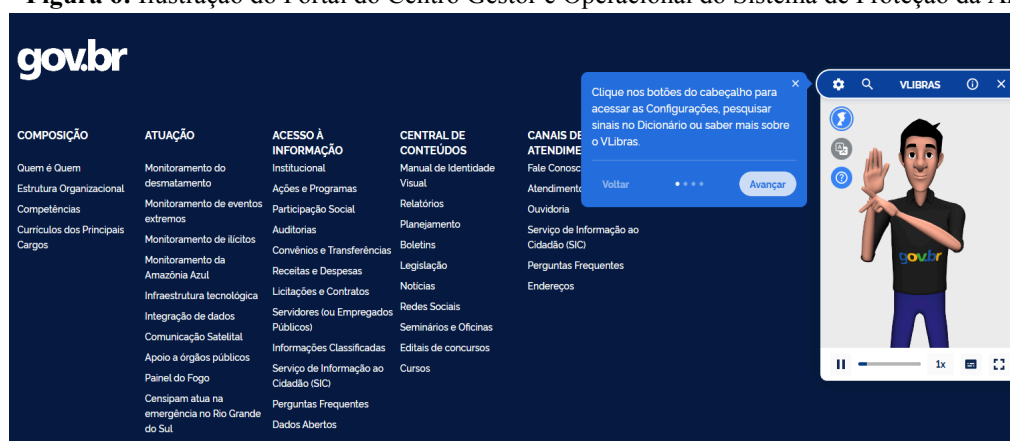 Figura 6: Ilustração do Portal do Centro Gestor e Operacional do Sistema de Proteção da
gov.br
COMPOSIÇÃO
Quem é Quem
Estrutura Organizacional
Competências
Currículos dos Principais
Cargos
ATUAÇÃO
Monitoramento do
desmatamento
Monitoramento de eventos
extremos
Monitoramento de ilícitos
Monitoramento da
Amazônia Azul
Infraestrutura tecnológica
Integração de dados
Comunicação Satelital
Apoio a órgãos públicos
Painel do Fogo
Censipam atua na
emergência no Rio Grande
do Sul
ACESSO À
INFORMAÇÃO
Institucional
Ações e Programas
Participação Social
Auditorias
Convênios e Transferências
Receitas e Despesas
Licitações e Contratos
Servidores (ou Empregados
Públicos)
Informações Classificadas
Serviço de Informação ao
Cidadão (SIC)
Perguntas Frequentes
Dados Abertos
CENTRAL DE
CONTEÚDOS
Manual de Identidade
Visual
Relatórios
Planejamento
Boletins
Legislação
Notícias
Redes Sociais
Seminários e Oficinas
Editais de concursos
Cursos
CANAIS DE
ATENDIME
Fale Conosc
Atendimento
Ouvidoria
Serviço de Informação ao
Cidadão (SIC)
Perguntas Frequentes
Endereços
Clique nos botões do cabeçalho para
acessar as Configurações, pesquisar
sinais no Dicionário ou saber mais sobre
o VLibras.
Voltar
Avançar
VLIBRAS
gov.br
1x